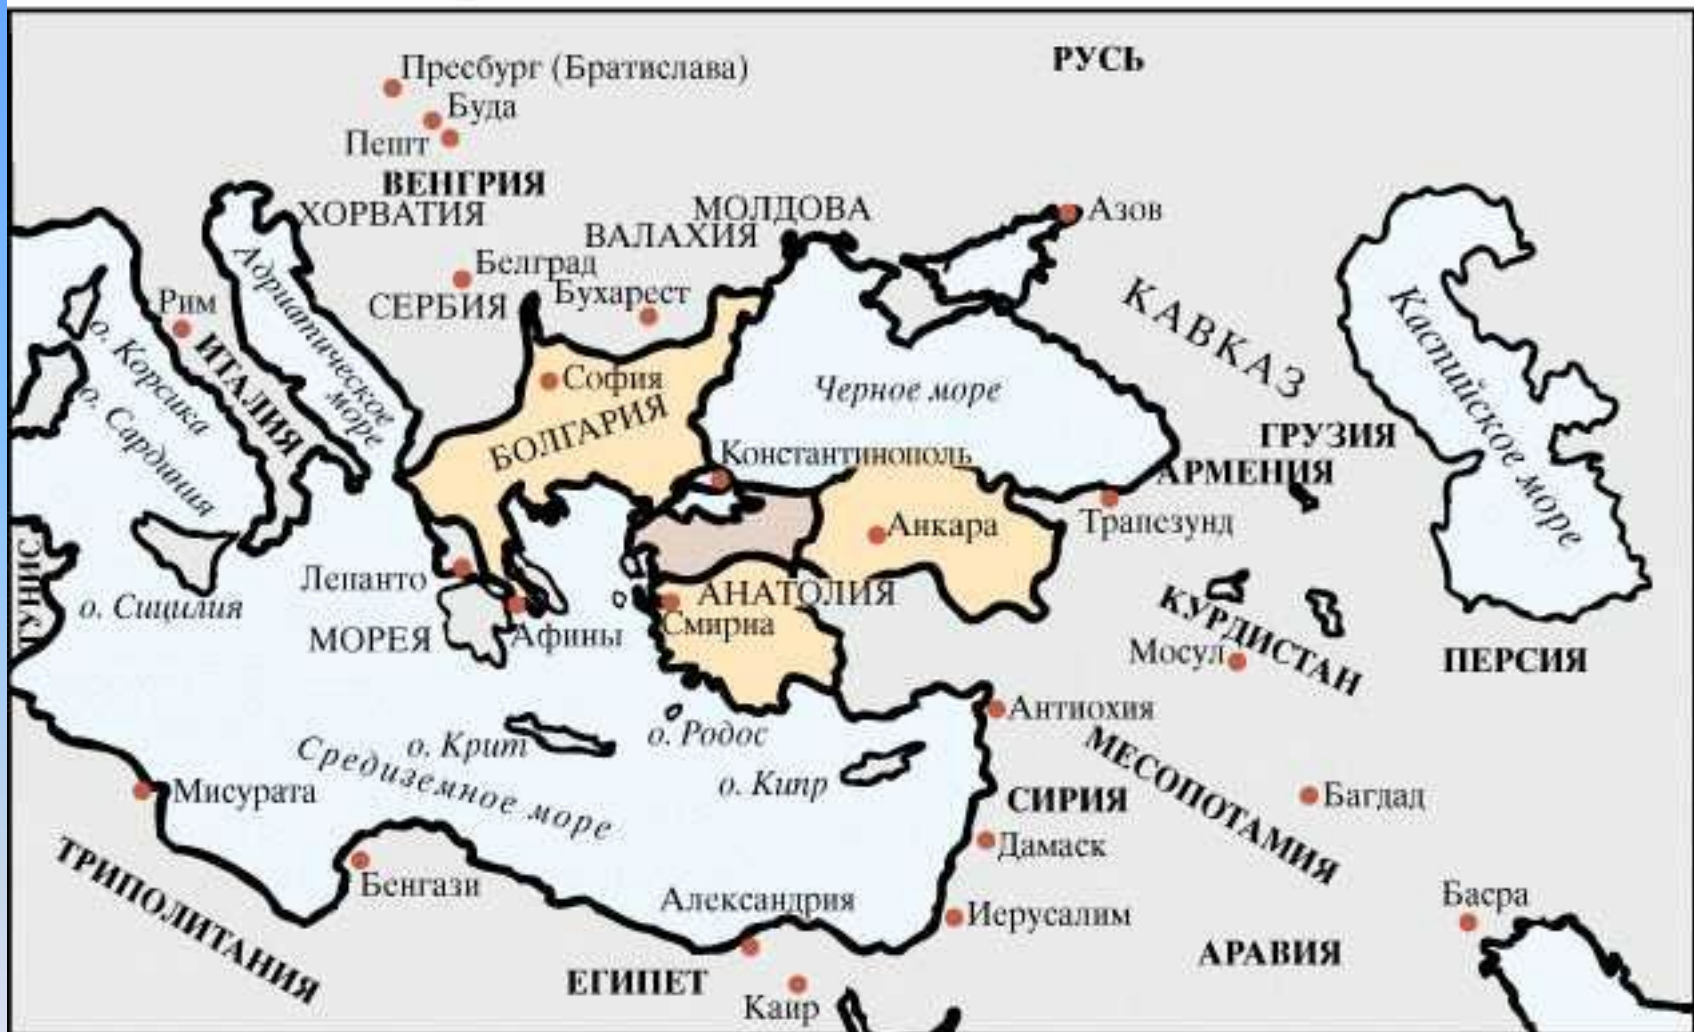 РУСЬ
Пресбург (Братислава)
Буда
Пешт
ВЕНГРИЯ
ХОРВАТИЯ
МОЛДОВА
Азов
ВАЛАХИЯ
Белград
Бухарест
СЕРБИЯ
Рим
Адриатическое
море
КАВКАЗ
Каспийское море
о. Корсика
ИТАЛИЯ
о. Сардиния
София
БОЛГАРИЯ
Черное море
ГРУЗИЯ
Константинополь
АРМЕНИЯ
Анкара
Трапезунд
ТУНИС
Лепанто
АНАТОЛИЯ
о. Сицилия
МОРЕЯ
Афины
Смирна
КУРДИСТАН
Мосул
ПЕРСИЯ
Антиохия
о. Крит
о. Родос
Средиземное море
о. Кипр
МЕСОПОТАМИЯ
Мисурата
СИРИЯ
Багдад
Дамаск
ТРИПОЛИТАНИЯ
Бенгази
Александрия
Иерусалим
Басра
АРАВИЯ
ЕГИПЕТ
Каир